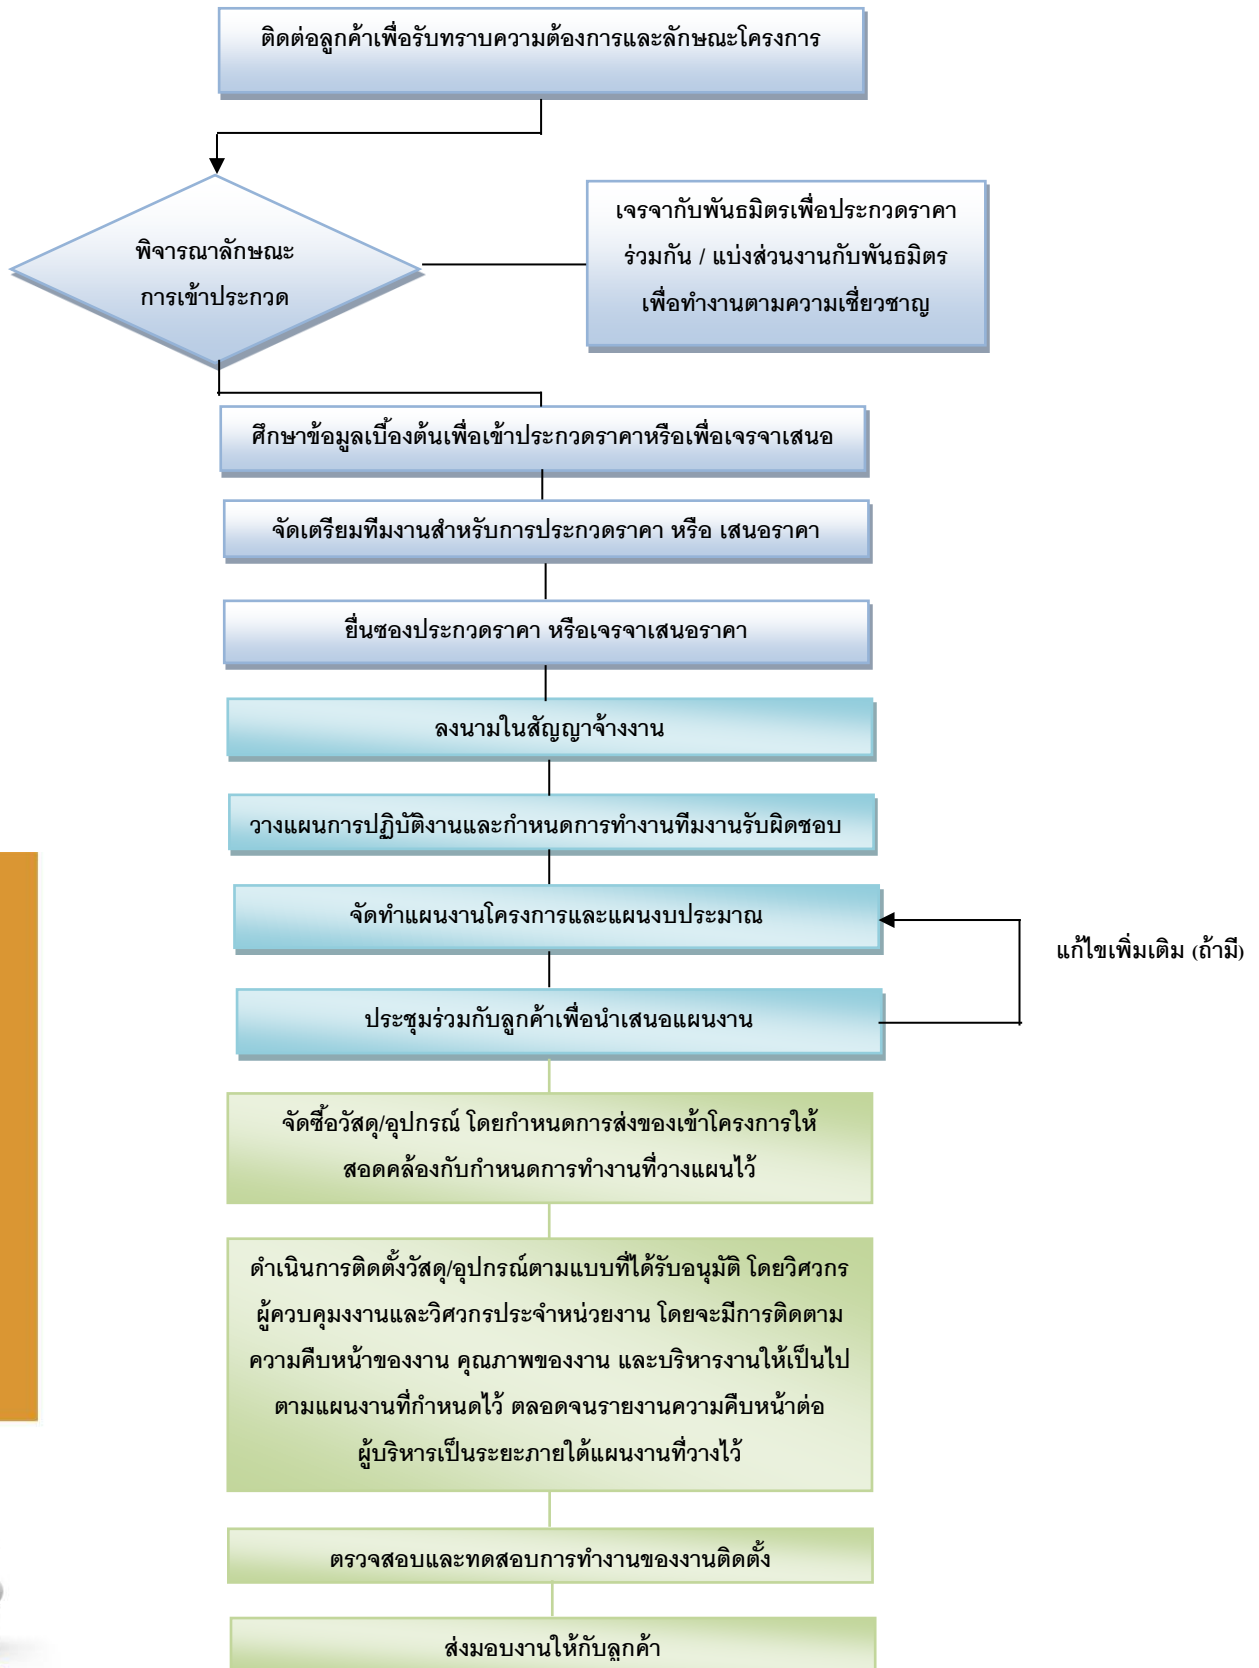 ติดต่อลูกค้าเพื่อรับทราบความต้องการและลักษณะโครงการ
พิจารณาลักษณะ
การเข้าประกวด
เจรจากับพันธมิตรเพื่อประกวดราคา
ร่วมกัน / แบ่งส่วนงานกับพันธมิตร
เพื่อทำงานตามความเชี่ยวชาญ
ศึกษาข้อมูลเบื้องต้นเพื่อเข้าประกวดราคาหรือเพื่อเจรจาเสนอ
จัดเตรียมทีมงานสำหรับการประกวดราคา หรือ เสนอราคา
ยื่นซองประกวดราคา หรือเจรจาเสนอราคา
ลงนามในสัญญาจ้างงาน
วางแผนการปฏิบัติงานและกำหนดการทำงานทีมงานรับผิดชอบ
จัดทำแผนงานโครงการและแผนงบประมาณ
แก้ไขเพิ่มเติม (ถ้ามี)
ประชุมร่วมกับลูกค้าเพื่อนำเสนอแผนงาน
จัดซื้อวัสดุ/อุปกรณ์ โดยกำหนดการส่งของเข้าโครงการให้
สอดคล้องกับกำหนดการทำงานที่วางแผนไว้
ดำเนินการติดตั้งวัสดุ/อุปกรณ์ตามแบบที่ได้รับอนุมัติ โดยวิศวกร
ผู้ควบคุมงงานและวิศวกรประจำหน่วยงาน โดยจะมีการติดตาม
ความคืบหน้าของงาน คุณภาพของงาน และบริหารงานให้เป็นไป
ตามแผนงานที่กำหนดไว้ ตลอดจนรายงานความคืบหน้าต่อ
ผู้บริหารเป็นระยะภายใต้แผนงานที่วางไว้
ตรวจสอบและทดสอบการทำงานของงานติดตั้ง
ส่งมอบงานให้กับลูกค้า